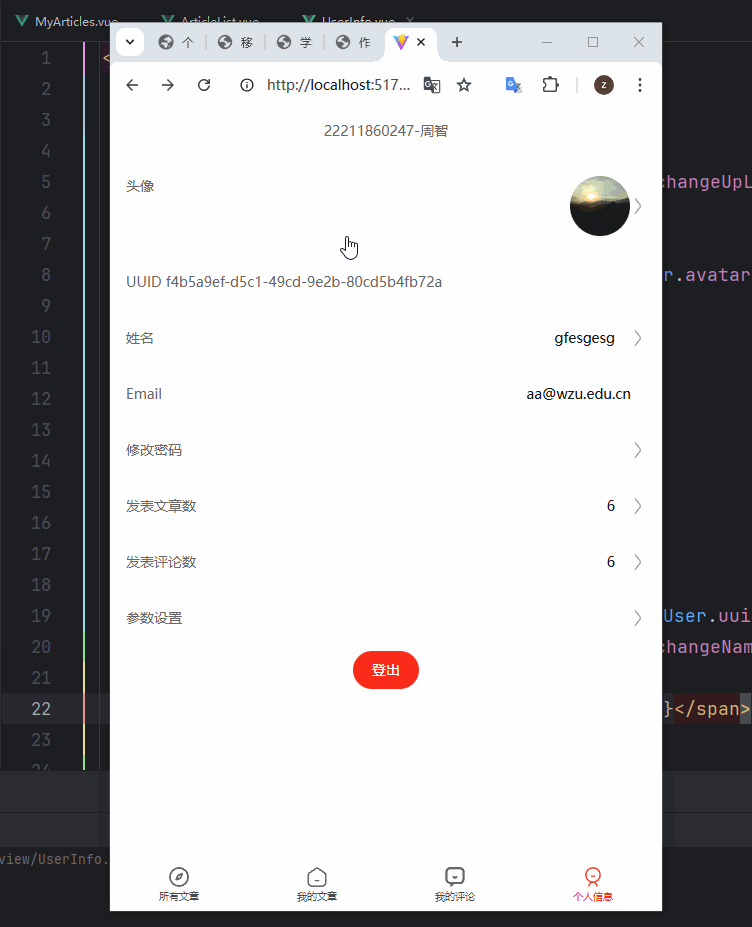 MyArticles.vue
ArticleList.vue
UserInfo.vue
个
移
学
作
http://localhost:517...
z
22211860247-周智
头像
UUID f4b5a9ef-d5c1-49cd-9e2b-80cd5b4fb72a
姓名 gfesgesg
Email aa@wzu.edu.cn
修改密码
发表文章数 6
发表评论数 6
参数设置
登出
所有文章
我的文章
我的评论
个人信息
1 <
2
3
4
5 changeUpL
6
7
8 r.avatar
9
10
11
12
13
14
15
16
17
18
19 User.uui
20 changeNam
21
22 }</span>
23
24
view/UserInfo.